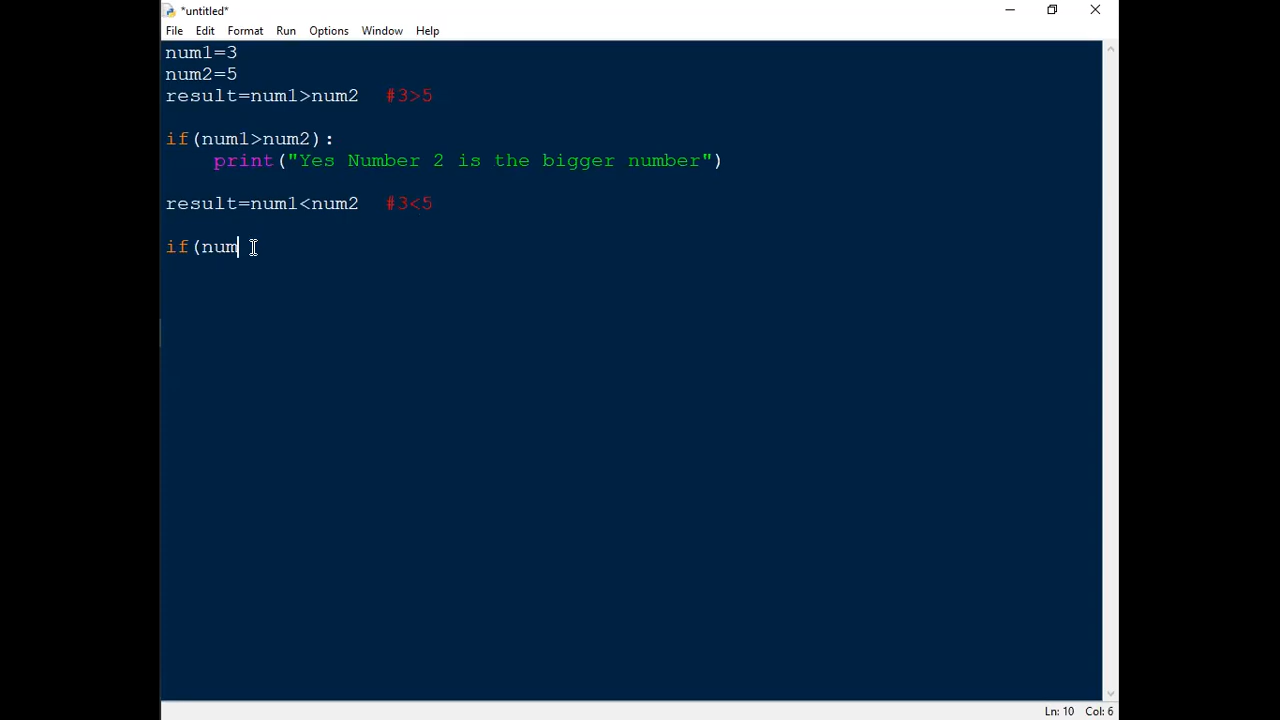 *untitled*
File Edit Format Run Options Window Help
num1=3
num2=5
result=num1>num2 #3>5
if(num1>num2):
print("Yes Number 2 is the bigger number")
result=num1<num2 #3<5
if(num
Ln: 10 Col: 6